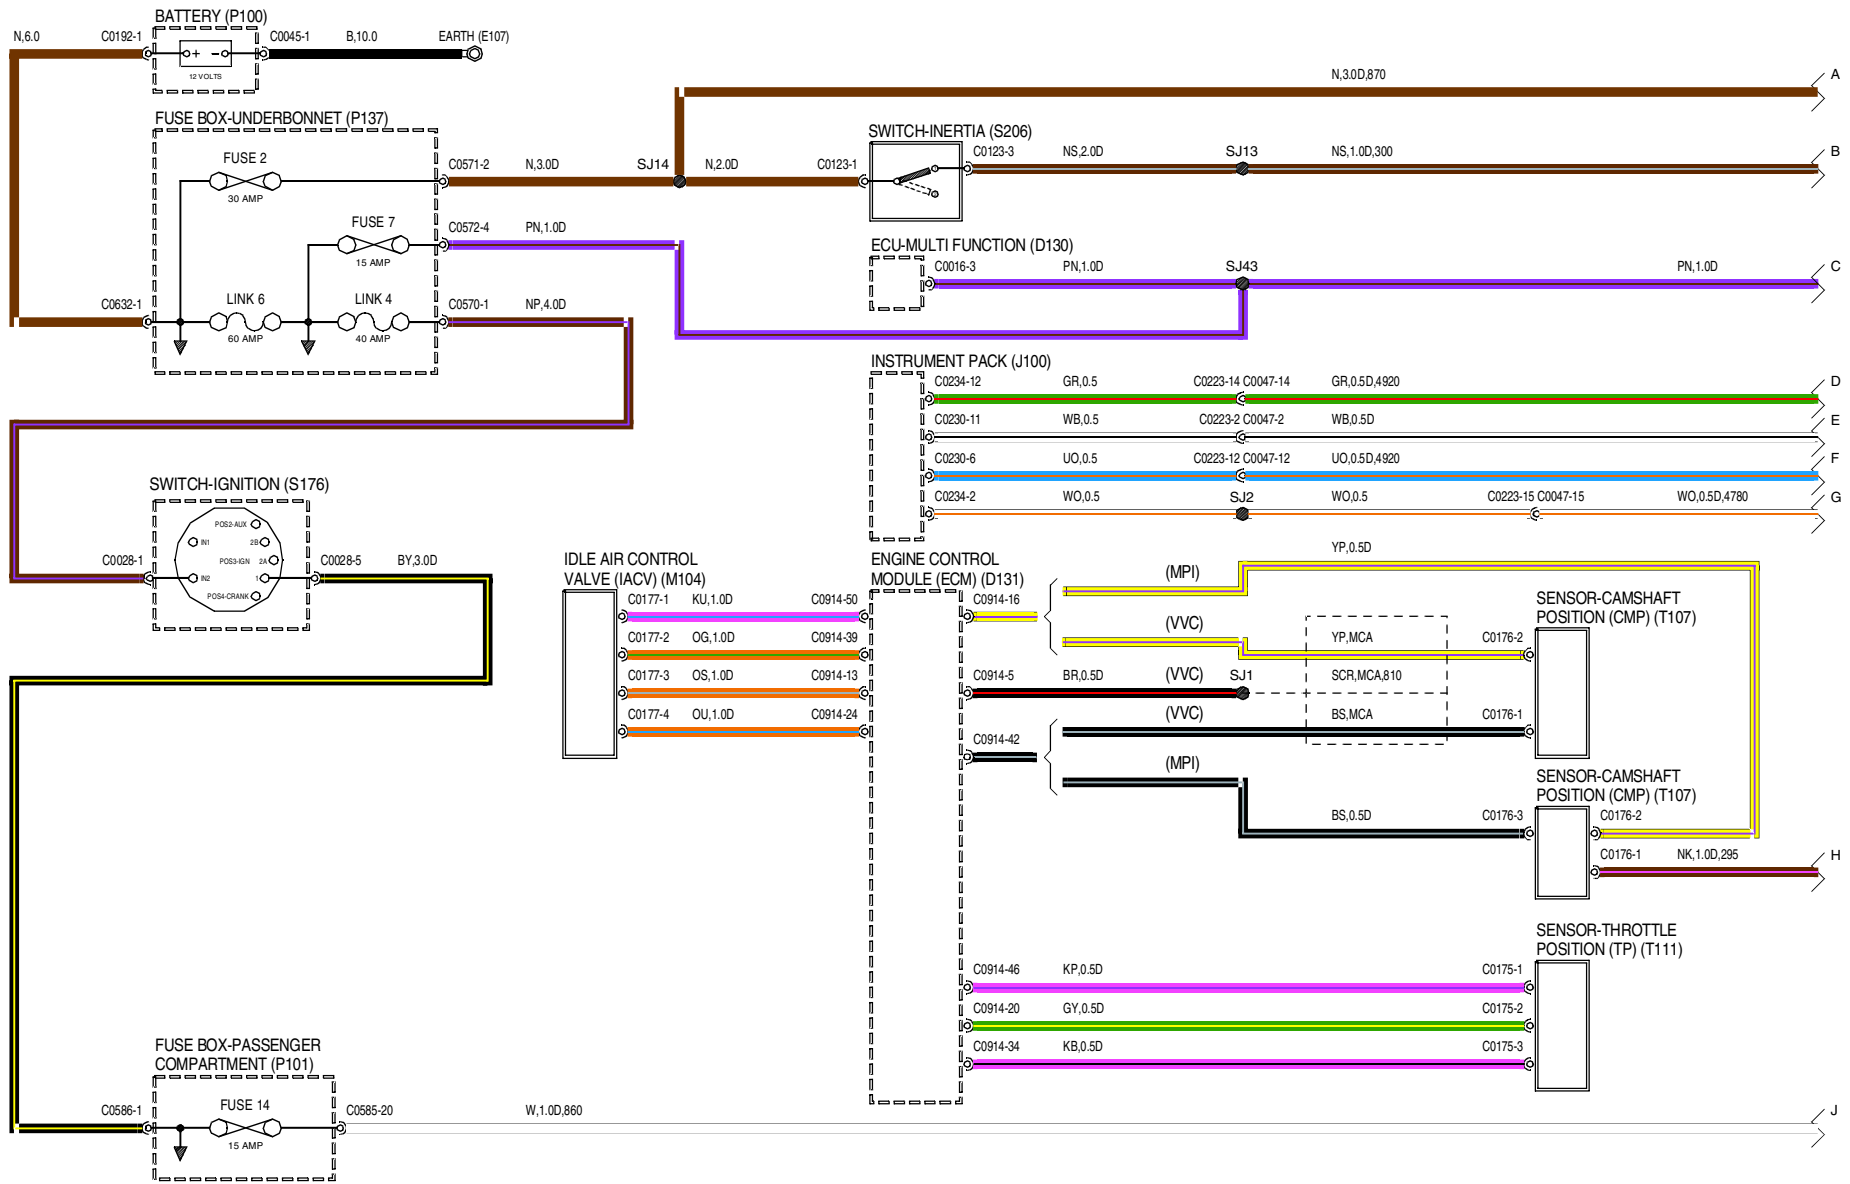 BATTERY (P100)
N,6.0
C0192-1
C0045-1
B,10.0
EARTH (E107)
+ -
12 VOLTS
N,3.0D,870
A
FUSE BOX-UNDERBONNET (P137)
FUSE 2
30 AMP
C0571-2
N,3.0D
SJ14
N,2.0D
C0123-1
SWITCH-INERTIA (S206)
C0123-3
NS,2.0D
SJ13
NS,1.0D,300
B
FUSE 7
15 AMP
C0572-4
PN,1.0D
ECU-MULTI FUNCTION (D130)
C0016-3
PN,1.0D
SJ43
PN,1.0D
C
C0632-1
LINK 6
60 AMP
LINK 4
40 AMP
C0570-1
NP,4.0D
INSTRUMENT PACK (J100)
C0234-12
GR,0.5
C0223-14 C0047-14
GR,0.5D,4920
D
C0230-11
WB,0.5
C0223-2 C0047-2
WB,0.5D
E
C0230-6
UO,0.5
C0223-12 C0047-12
UO,0.5D,4920
F
C0234-2
WO,0.5
SJ2
WO,0.5
C0223-15 C0047-15
WO,0.5D,4780
G
SWITCH-IGNITION (S176)
POS2-AUX
IN1
2B
POS3-IGN
2A
IN2
1
POS4-CRANK
C0028-1
C0028-5
BY,3.0D
IDLE AIR CONTROL
VALVE (IACV) (M104)
C0177-1
KU,1.0D
C0914-50
C0177-2
OG,1.0D
C0914-39
C0177-3
OS,1.0D
C0914-13
C0177-4
OU,1.0D
C0914-24
ENGINE CONTROL
MODULE (ECM) (D131)
C0914-16
(MPI)
YP,0.5D
(VVC)
YP,MCA
C0176-2
SENSOR-CAMSHAFT
POSITION (CMP) (T107)
C0914-5
BR,0.5D
(VVC)
SJ1
SCR,MCA,810
(VVC)
BS,MCA
C0176-1
C0914-42
(MPI)
BS,0.5D
C0176-3
SENSOR-CAMSHAFT
POSITION (CMP) (T107)
C0176-2
C0176-1
NK,1.0D,295
H
SENSOR-THROTTLE
POSITION (TP) (T111)
C0914-46
KP,0.5D
C0175-1
C0914-20
GY,0.5D
C0175-2
C0914-34
KB,0.5D
C0175-3
FUSE BOX-PASSENGER
COMPARTMENT (P101)
C0586-1
FUSE 14
15 AMP
C0585-20
W,1.0D,860
J